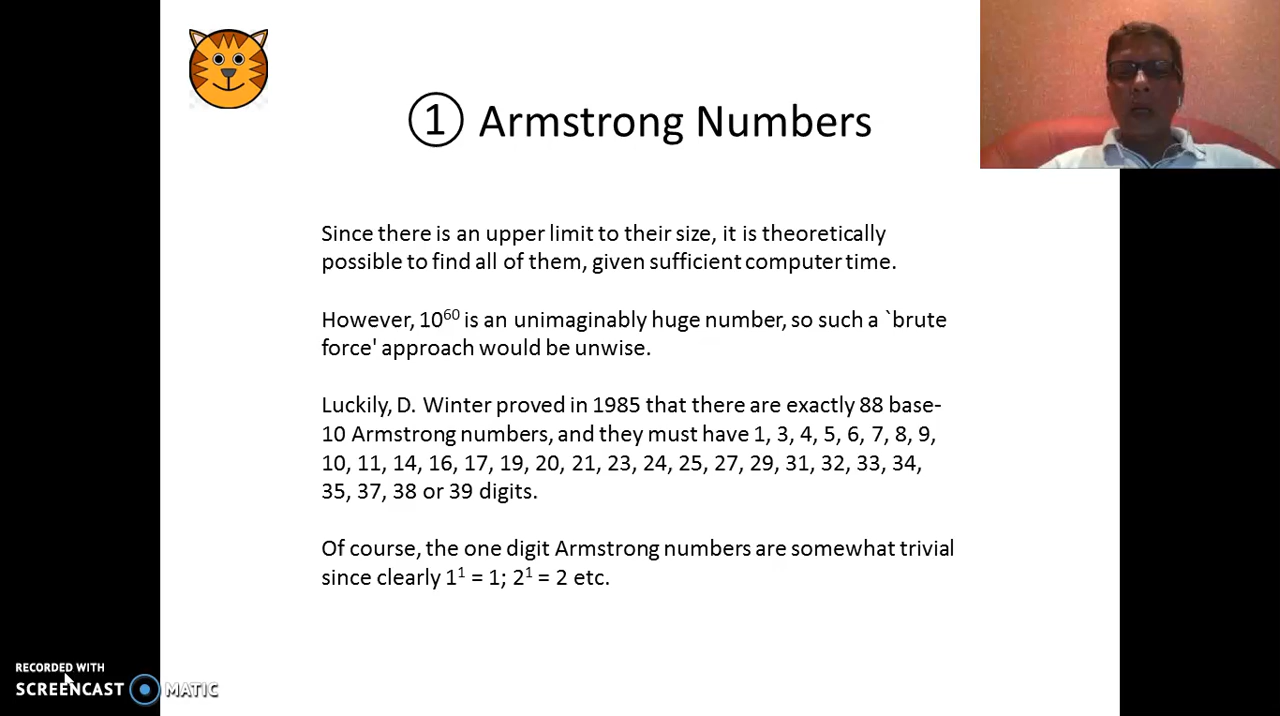 ① Armstrong Numbers
Since there is an upper limit to their size, it is theoretically
possible to find all of them, given sufficient computer time.
However, 10⁶⁰ is an unimaginably huge number, so such a `brute
force' approach would be unwise.
Luckily, D. Winter proved in 1985 that there are exactly 88 base-
10 Armstrong numbers, and they must have 1, 3, 4, 5, 6, 7, 8, 9,
10, 11, 14, 16, 17, 19, 20, 21, 23, 24, 25, 27, 29, 31, 32, 33, 34,
35, 37, 38 or 39 digits.
Of course, the one digit Armstrong numbers are somewhat trivial
since clearly 1¹ = 1; 2¹ = 2 etc.
RECORDED WITH
SCREENCAST MATIC